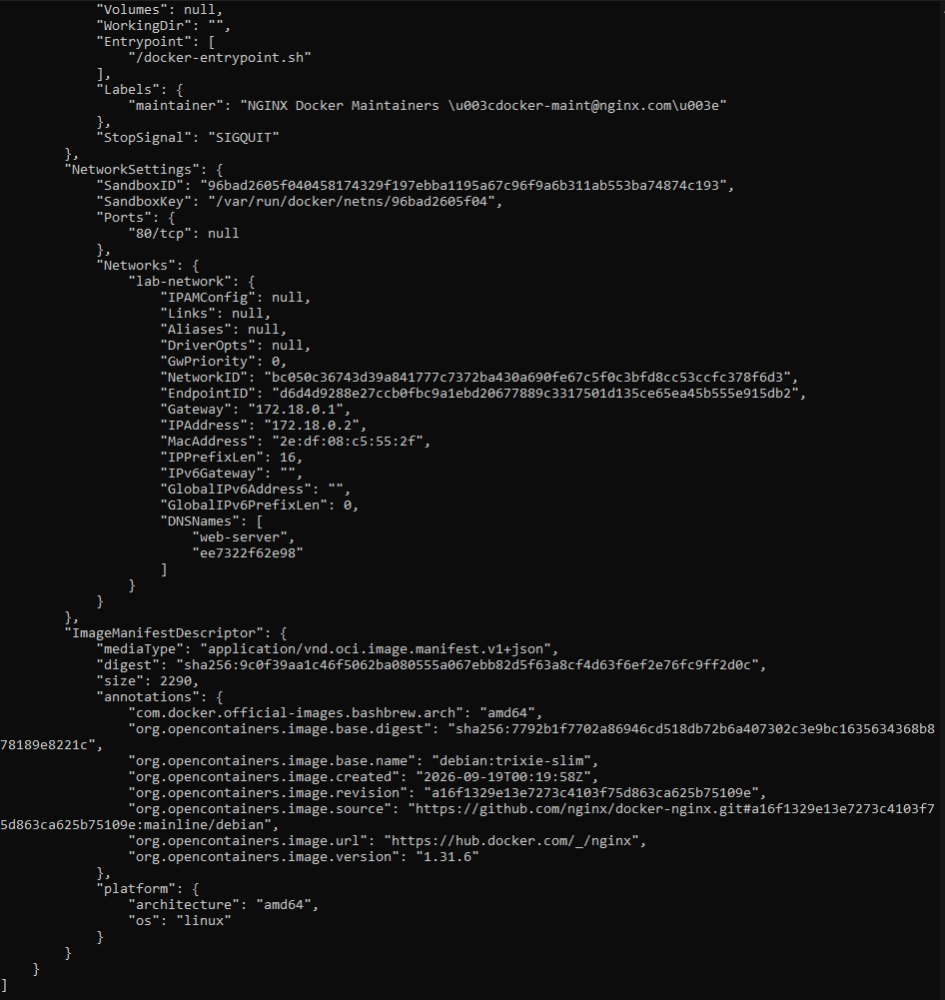 "Volumes": null,
            "WorkingDir": "",
            "Entrypoint": [
                "/docker-entrypoint.sh"
            ],
            "Labels": {
                "maintainer": "NGINX Docker Maintainers \u003cdocker-maint@nginx.com\u003e"
            },
            "StopSignal": "SIGQUIT"
        },
        "NetworkSettings": {
            "SandboxID": "96bad2605f040458174329f197ebba1195a67c96f9a6b311ab553ba74874c193",
            "SandboxKey": "/var/run/docker/netns/96bad2605f04",
            "Ports": {
                "80/tcp": null
            },
            "Networks": {
                "lab-network": {
                    "IPAMConfig": null,
                    "Links": null,
                    "Aliases": null,
                    "DriverOpts": null,
                    "GwPriority": 0,
                    "NetworkID": "bc050c36743d39a841777c7372ba430a690fe67c5f0c3bfd8cc53ccfc378f6d3",
                    "EndpointID": "d6d4d9288e27ccb0fbc9a1ebd20677889c3317501d135ce65ea45b555e915db2",
                    "Gateway": "172.18.0.1",
                    "IPAddress": "172.18.0.2",
                    "MacAddress": "2e:df:08:c5:55:2f",
                    "IPPrefixLen": 16,
                    "IPv6Gateway": "",
                    "GlobalIPv6Address": "",
                    "GlobalIPv6PrefixLen": 0,
                    "DNSNames": [
                        "web-server",
                        "ee7322f62e98"
                    ]
                }
            }
        },
        "ImageManifestDescriptor": {
            "mediaType": "application/vnd.oci.image.manifest.v1+json",
            "digest": "sha256:9c0f39aa1c46f5062ba080555a067ebb82d5f63a8cf4d63f6ef2e76fc9ff2d0c",
            "size": 2290,
            "annotations": {
                "com.docker.official-images.bashbrew.arch": "amd64",
                "org.opencontainers.image.base.digest": "sha256:7792b1f7702a86946cd518db72b6a407302c3e9bc1635634368b8
78189e8221c",
                "org.opencontainers.image.base.name": "debian:trixie-slim",
                "org.opencontainers.image.created": "2026-09-19T00:19:58Z",
                "org.opencontainers.image.revision": "a16f1329e13e7273c4103f75d863ca625b75109e",
                "org.opencontainers.image.source": "https://github.com/nginx/docker-nginx.git#a16f1329e13e7273c4103f7
5d863ca625b75109e:mainline/debian",
                "org.opencontainers.image.url": "https://hub.docker.com/_/nginx",
                "org.opencontainers.image.version": "1.31.6"
            },
            "platform": {
                "architecture": "amd64",
                "os": "linux"
            }
        }
    }
]